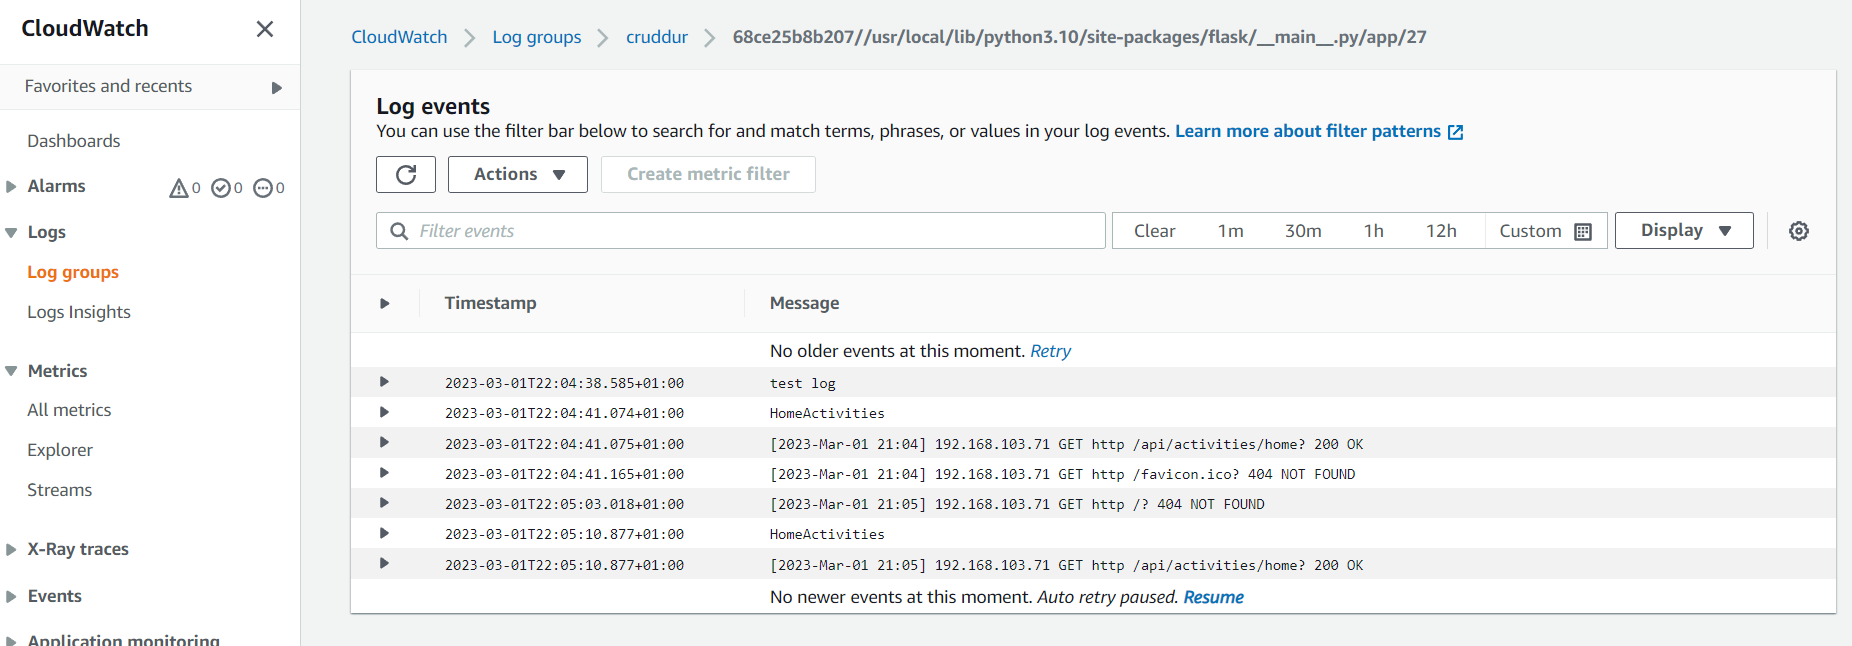 CloudWatch
Favorites and recents
Dashboards
Alarms 0 0 0
Logs
Log groups
Logs Insights
Metrics
All metrics
Explorer
Streams
X-Ray traces
Events
Application monitoring
CloudWatch Log groups cruddur 68ce25b8b207//usr/local/lib/python3.10/site-packages/flask/__main__.py/app/27
Log events
You can use the filter bar below to search for and match terms, phrases, or values in your log events. Learn more about filter patterns
Actions Create metric filter
Filter events Clear 1m 30m 1h 12h Custom Display
Timestamp Message
No older events at this moment. Retry
2023-03-01T22:04:38.585+01:00 test log
2023-03-01T22:04:41.074+01:00 HomeActivities
2023-03-01T22:04:41.075+01:00 [2023-Mar-01 21:04] 192.168.103.71 GET http /api/activities/home? 200 OK
2023-03-01T22:04:41.165+01:00 [2023-Mar-01 21:04] 192.168.103.71 GET http /favicon.ico? 404 NOT FOUND
2023-03-01T22:05:03.018+01:00 [2023-Mar-01 21:05] 192.168.103.71 GET http /? 404 NOT FOUND
2023-03-01T22:05:10.877+01:00 HomeActivities
2023-03-01T22:05:10.877+01:00 [2023-Mar-01 21:05] 192.168.103.71 GET http /api/activities/home? 200 OK
No newer events at this moment. Auto retry paused. Resume